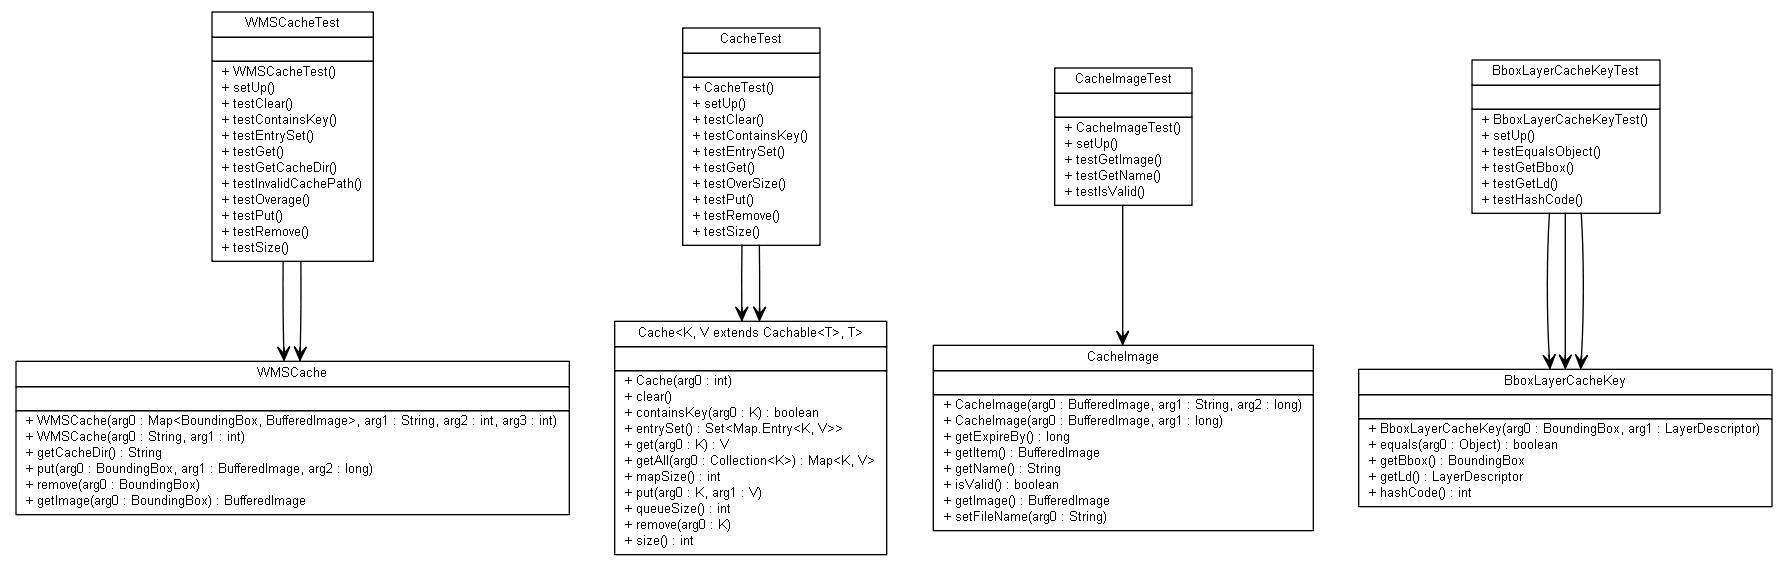 WMSCacheTest
+ WMSCacheTest()
+ setUp()
+ testClear()
+ testContainsKey()
+ testEntrySet()
+ testGet()
+ testGetCacheDir()
+ testInvalidCachePath()
+ testOverage()
+ testPut()
+ testRemove()
+ testSize()
CacheTest
+ CacheTest()
+ setUp()
+ testClear()
+ testContainsKey()
+ testEntrySet()
+ testGet()
+ testOverSize()
+ testPut()
+ testRemove()
+ testSize()
CacheImageTest
+ CacheImageTest()
+ setUp()
+ testGetImage()
+ testGetName()
+ testIsValid()
BboxLayerCacheKeyTest
+ BboxLayerCacheKeyTest()
+ setUp()
+ testEqualsObject()
+ testGetBbox()
+ testGetLd()
+ testHashCode()
WMSCache
+ WMSCache(arg0 : Map<BoundingBox, BufferedImage>, arg1 : String, arg2 : int, arg3 : int)
+ WMSCache(arg0 : String, arg1 : int)
+ getCacheDir() : String
+ put(arg0 : BoundingBox, arg1 : BufferedImage, arg2 : long)
+ remove(arg0 : BoundingBox)
+ getImage(arg0 : BoundingBox) : BufferedImage
Cache<K, V extends Cachable<T>, T>
+ Cache(arg0 : int)
+ clear()
+ containsKey(arg0 : K) : boolean
+ entrySet() : Set<Map.Entry<K, V>>
+ get(arg0 : K) : V
+ getAll(arg0 : Collection<K>) : Map<K, V>
+ mapSize() : int
+ put(arg0 : K, arg1 : V)
+ queueSize() : int
+ remove(arg0 : K)
+ size() : int
CacheImage
+ CacheImage(arg0 : BufferedImage, arg1 : String, arg2 : long)
+ CacheImage(arg0 : BufferedImage, arg1 : long)
+ getExpireBy() : long
+ getItem() : BufferedImage
+ getName() : String
+ isValid() : boolean
+ getImage() : BufferedImage
+ setFileName(arg0 : String)
BboxLayerCacheKey
+ BboxLayerCacheKey(arg0 : BoundingBox, arg1 : LayerDescriptor)
+ equals(arg0 : Object) : boolean
+ getBbox() : BoundingBox
+ getLd() : LayerDescriptor
+ hashCode() : int